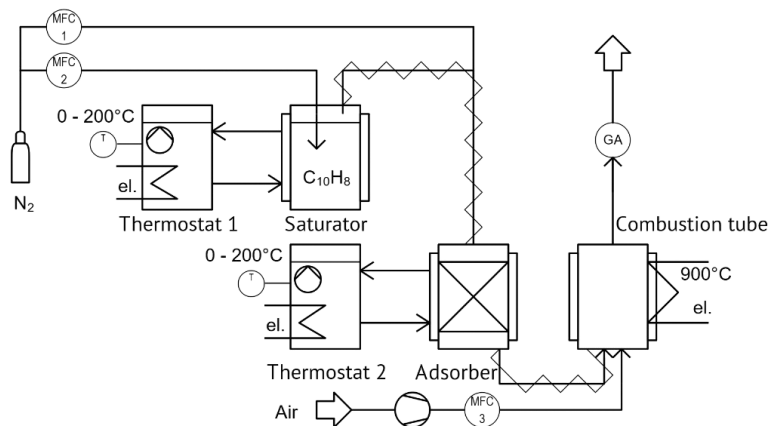 MFC
1
MFC
2
0 - 200°C
T
GA
el.
C₁₀H₈
N₂
Thermostat 1
Saturator
Combustion tube
0 - 200°C
T
900°C
el.
el.
Thermostat 2
Adsorber
Air
MFC
3